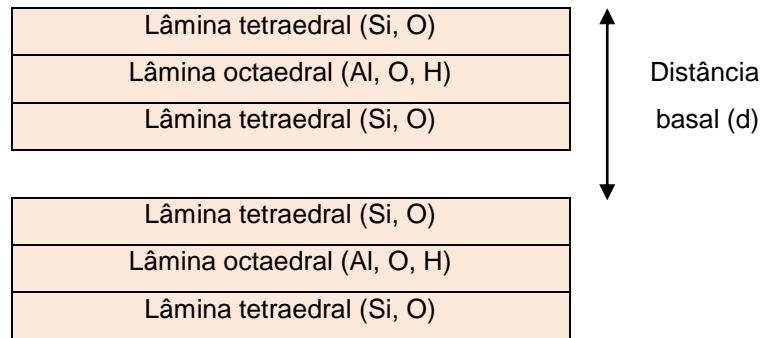 Lâmina tetraedral (Si, O)
Lâmina octaedral (Al, O, H)
Lâmina tetraedral (Si, O)
Distância
basal (d)
Lâmina tetraedral (Si, O)
Lâmina octaedral (Al, O, H)
Lâmina tetraedral (Si, O)